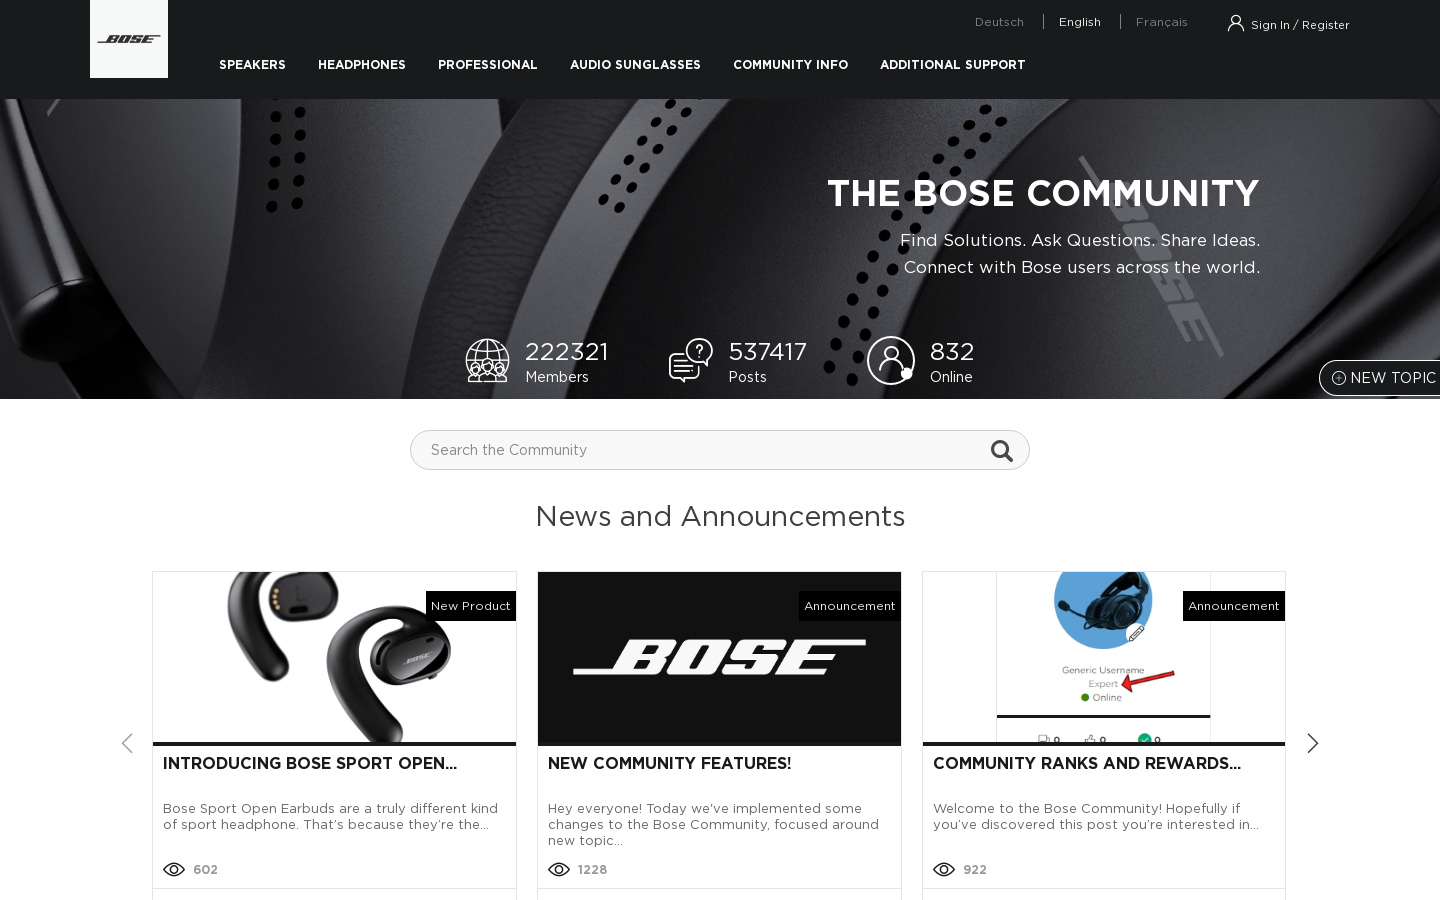 BOSE
Deutsch
English
Français
Sign In / Register
SPEAKERS
HEADPHONES
PROFESSIONAL
AUDIO SUNGLASSES
COMMUNITY INFO
ADDITIONAL SUPPORT
THE BOSE COMMUNITY
Find Solutions. Ask Questions. Share Ideas.
Connect with Bose users across the world.
BOSE
222321
Members
537417
Posts
832
Online
NEW TOPIC
Search the Community
News and Announcements
New Product
BOSE
INTRODUCING BOSE SPORT OPEN...
Bose Sport Open Earbuds are a truly different kind
of sport headphone. That’s because they’re the...
602
Announcement
BOSE
NEW COMMUNITY FEATURES!
Hey everyone! Today we've implemented some
changes to the Bose Community, focused around
new topic...
1228
Announcement
Generic Username
Expert
Online
0
0
0
COMMUNITY RANKS AND REWARDS...
Welcome to the Bose Community! Hopefully if
you’ve discovered this post you’re interested in...
922